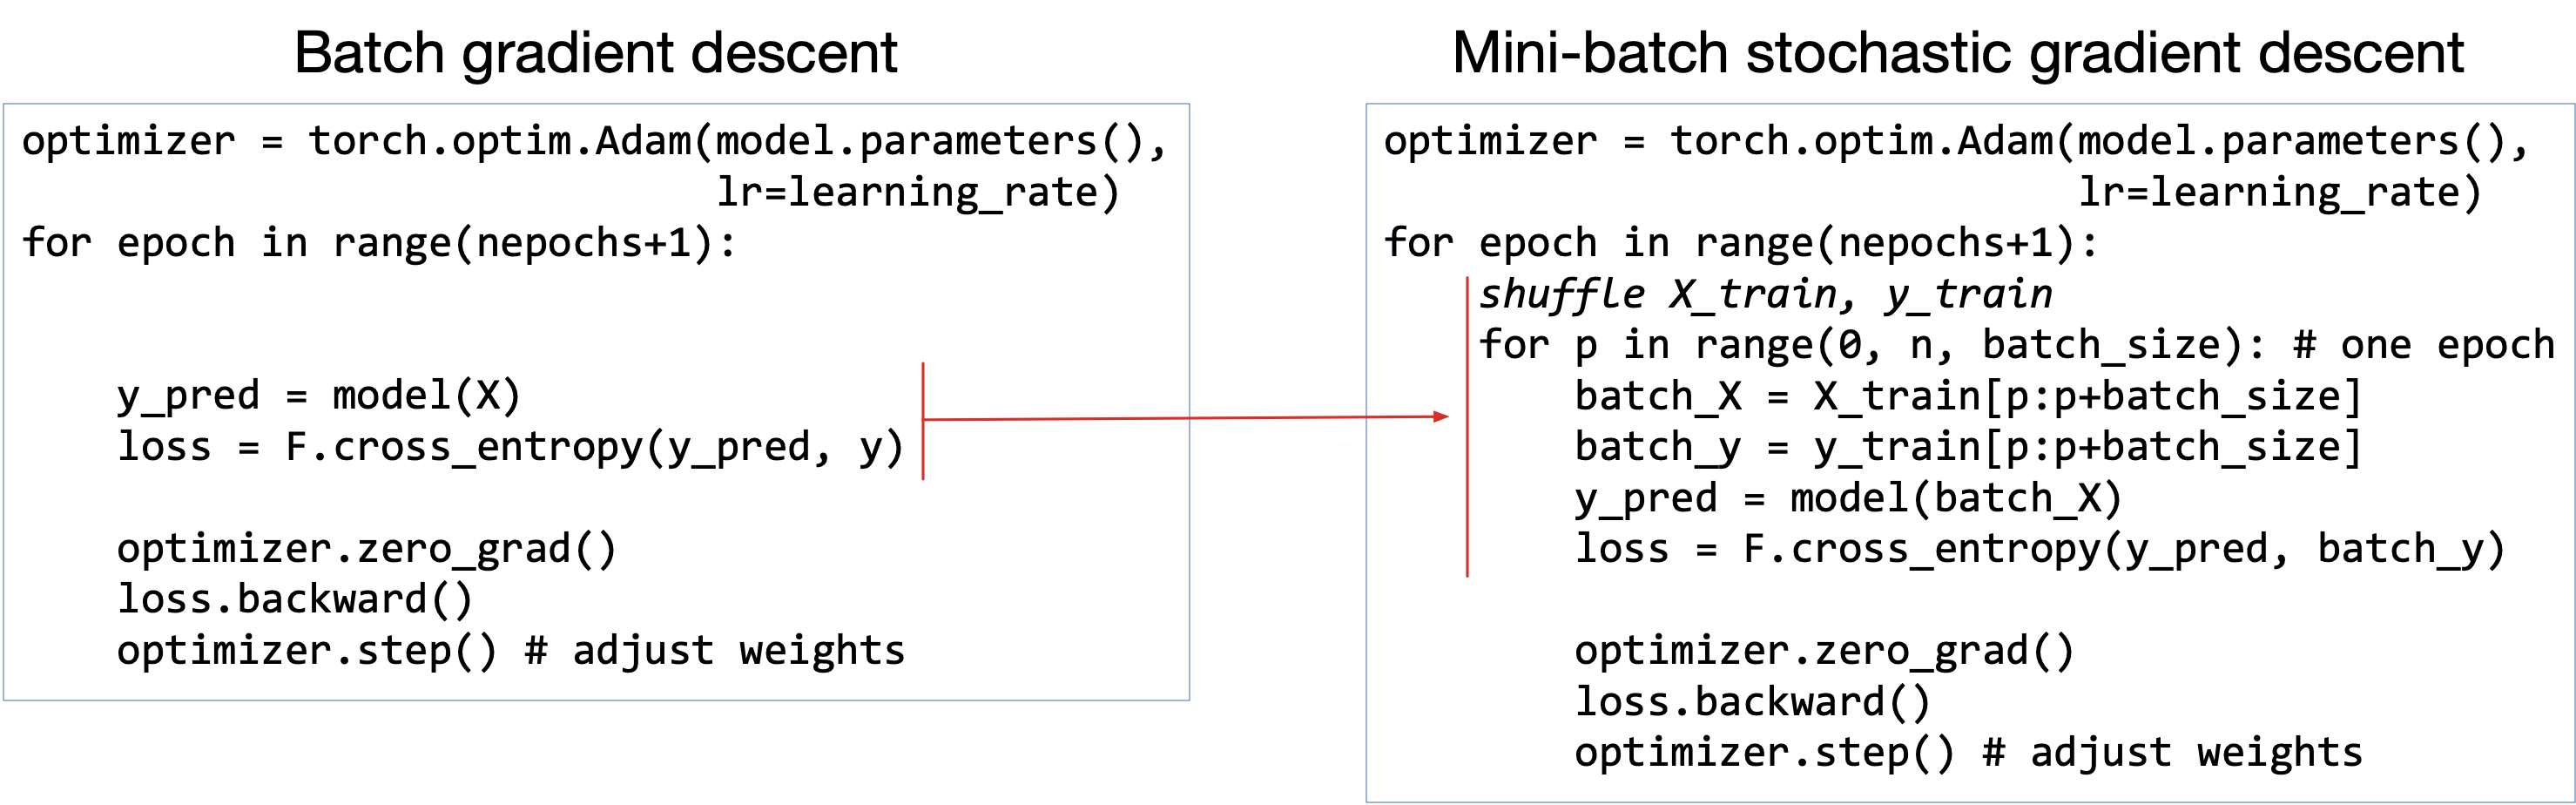 Batch gradient descent
optimizer = torch.optim.Adam(model.parameters(),
                             lr=learning_rate)
for epoch in range(nepochs+1):
    y_pred = model(X)
    loss = F.cross_entropy(y_pred, y)
    optimizer.zero_grad()
    loss.backward()
    optimizer.step() # adjust weights
Mini-batch stochastic gradient descent
optimizer = torch.optim.Adam(model.parameters(),
                             lr=learning_rate)
for epoch in range(nepochs+1):
    shuffle X_train, y_train
    for p in range(0, n, batch_size): # one epoch
        batch_X = X_train[p:p+batch_size]
        batch_y = y_train[p:p+batch_size]
        y_pred = model(batch_X)
        loss = F.cross_entropy(y_pred, batch_y)
        optimizer.zero_grad()
        loss.backward()
        optimizer.step() # adjust weights